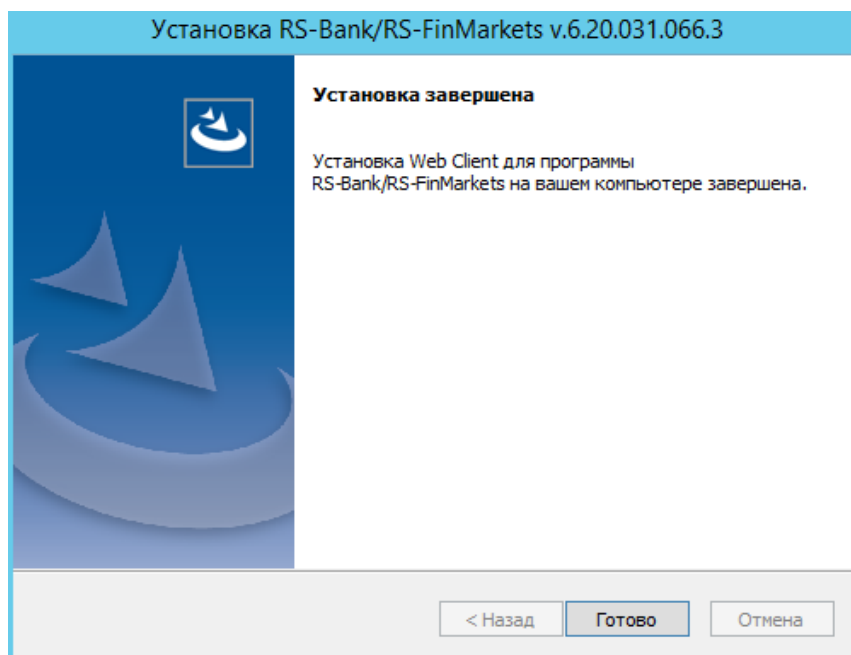 Установка RS-Bank/RS-FinMarkets v.6.20.031.066.3
Установка завершена
Установка Web Client для программы
RS-Bank/RS-FinMarkets на вашем компьютере завершена.
< Назад
Готово
Отмена